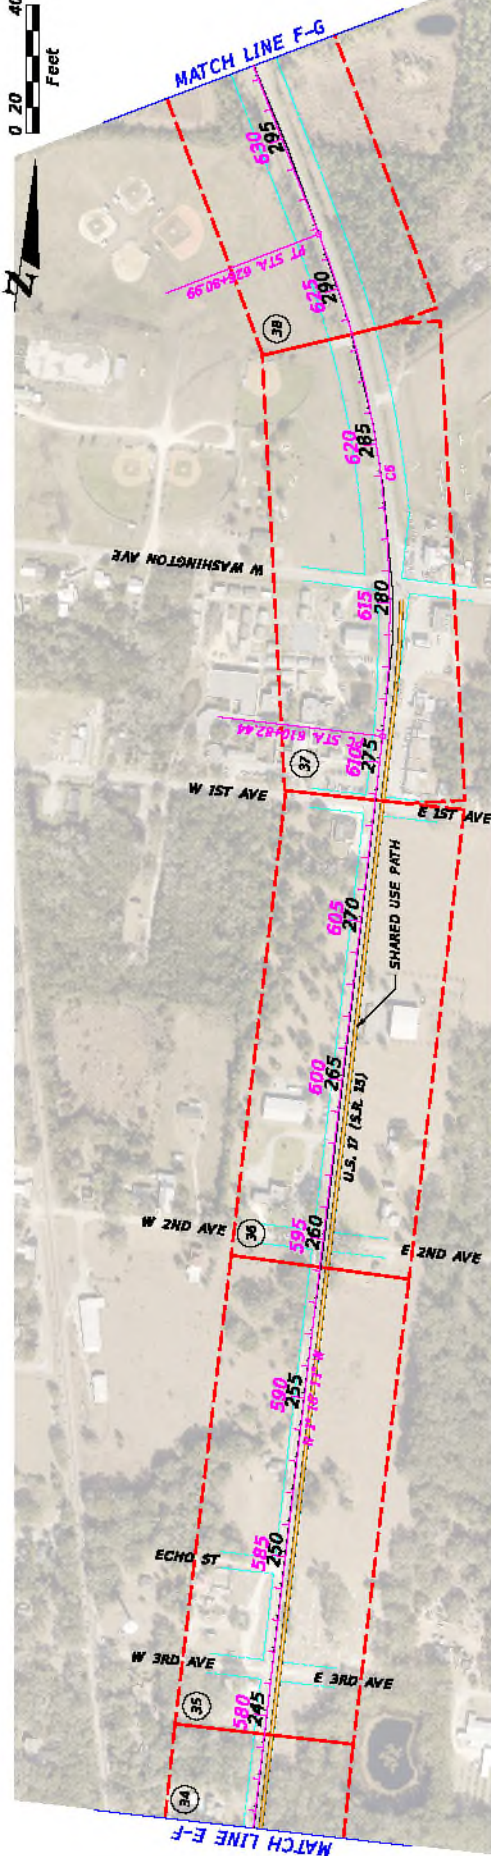 0 20 40
Feet
Z
MATCH LINE F-G
630
295
PT STA. 626+80.99
625
290
38
620
285
C6
W WASHINGTON AVE
615
280
STA. 610+82.44
610
275
37
W 1ST AVE
E 1ST AVE
605
270
SHARED USE PATH
600
265
U.S. 17 (S.R. 15)
W 2ND AVE
36
595
260
E 2ND AVE
590
255
585
250
ECHO ST
W 3RD AVE
E 3RD AVE
35
580
245
34
MATCH LINE E-F